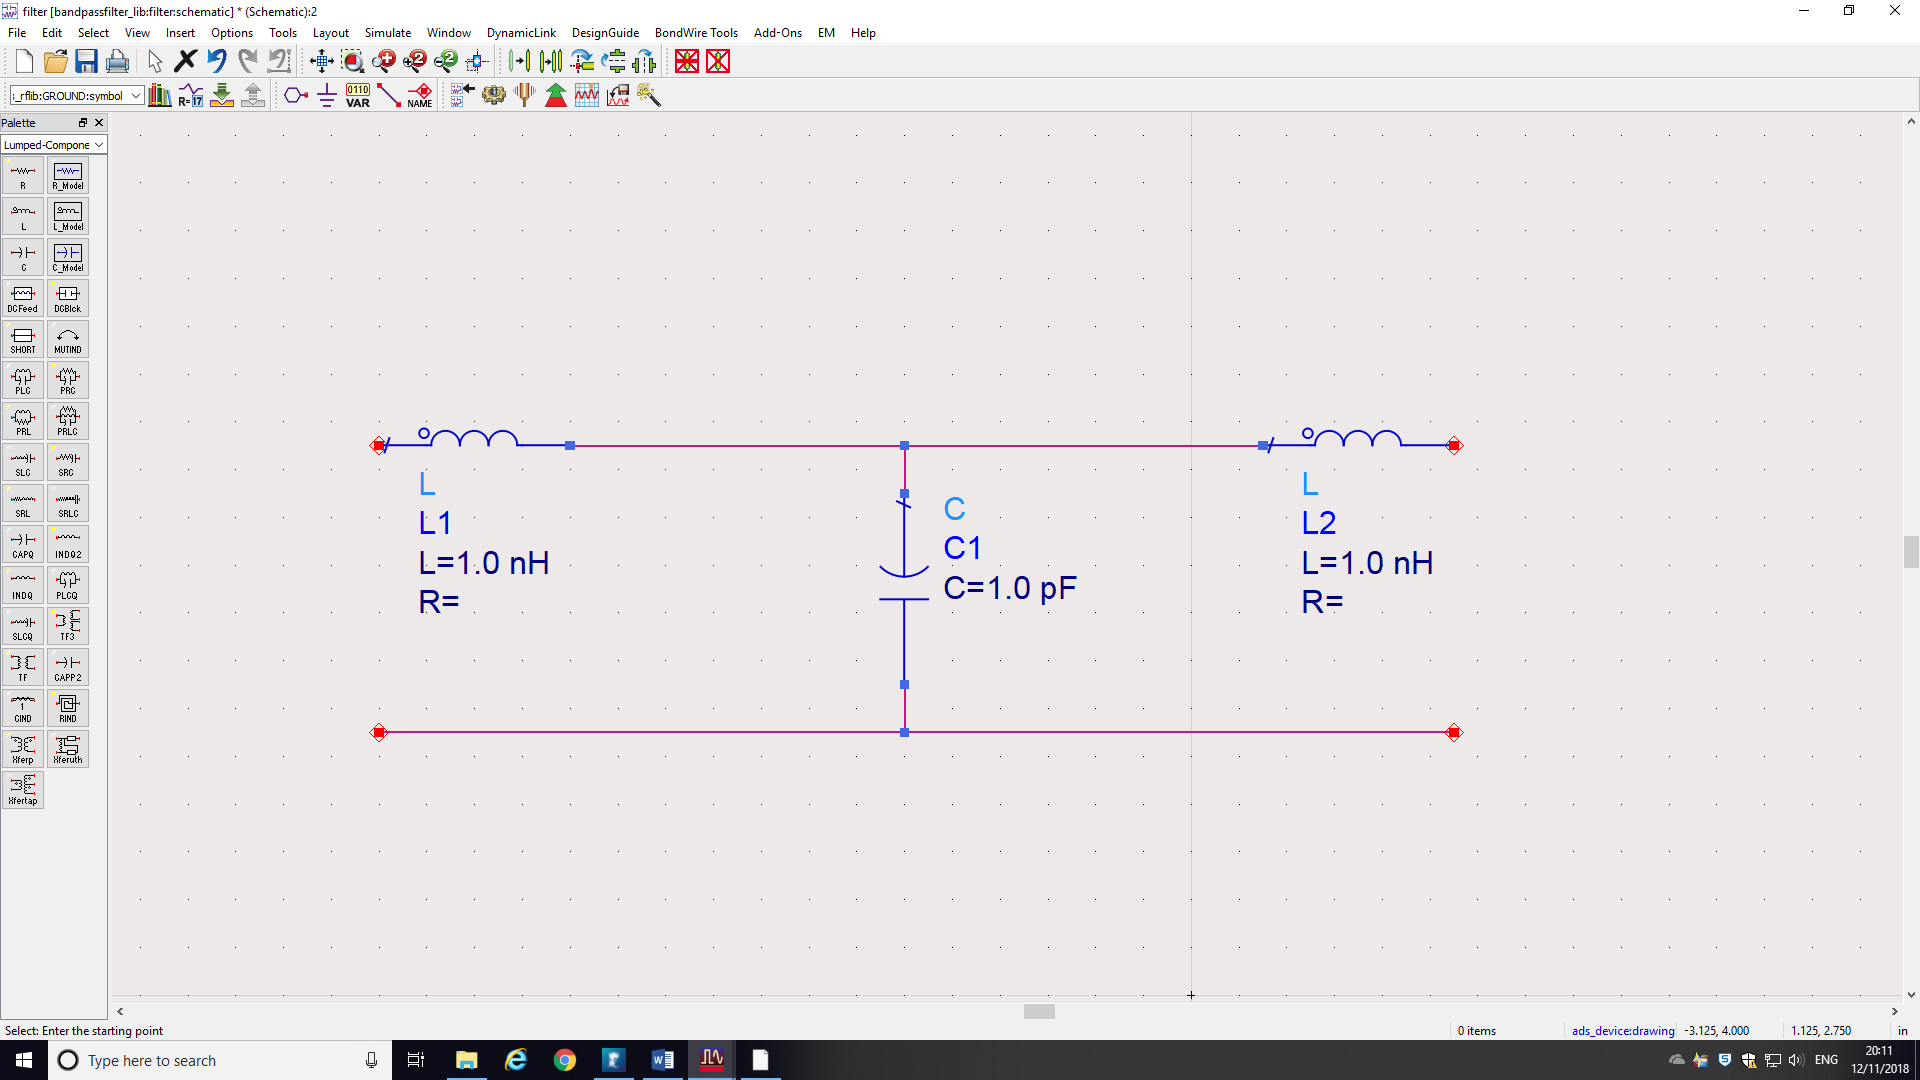 filter [bandpassfilter_lib:filter:schematic] * (Schematic):2
File Edit Select View Insert Options Tools Layout Simulate Window DynamicLink DesignGuide BondWire Tools Add-Ons EM Help
:_rflib:GROUND:symbol R=17 0110 VAR NAME
Palette
Lumped-Compone
R R_Model
L L_Model
C C_Model
DCFeed DCBlck
SHORT MUTIND
PLC PRC
PRL PRLC
SLC SRC
SRL SRLC
CAPQ INDQ2
INDQ PLCQ
SLCQ TF3
TF CAPP2
CIND RIND
Xferp Xferuth
Xfertap
L
L1
L=1.0 nH
R=
C
C1
C=1.0 pF
L
L2
L=1.0 nH
R=
Select: Enter the starting point 0 items ads_device:drawing -3.125, 4.000 1.125, 2.750 in
Type here to search ENG 20:11
12/11/2018